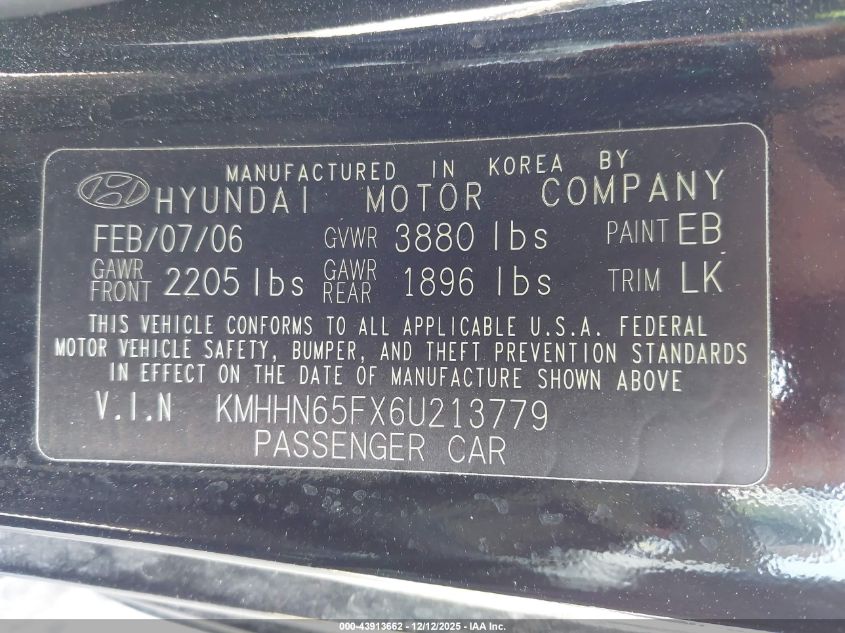 MANUFACTURED IN KOREA BY
HYUNDAI MOTOR COMPANY
FEB/07/06 GVWR 3880 lbs PAINT EB
GAWR FRONT 2205 lbs GAWR REAR 1896 lbs TRIM LK
THIS VEHICLE CONFORMS TO ALL APPLICABLE U.S.A. FEDERAL
MOTOR VEHICLE SAFETY, BUMPER, AND THEFT PREVENTION STANDARDS
IN EFFECT ON THE DATE OF MANUFACTURE SHOWN ABOVE
V.I.N KMHHN65FX6U213779
PASSENGER CAR
000-43913662 - 12/12/2025 - IAA Inc.